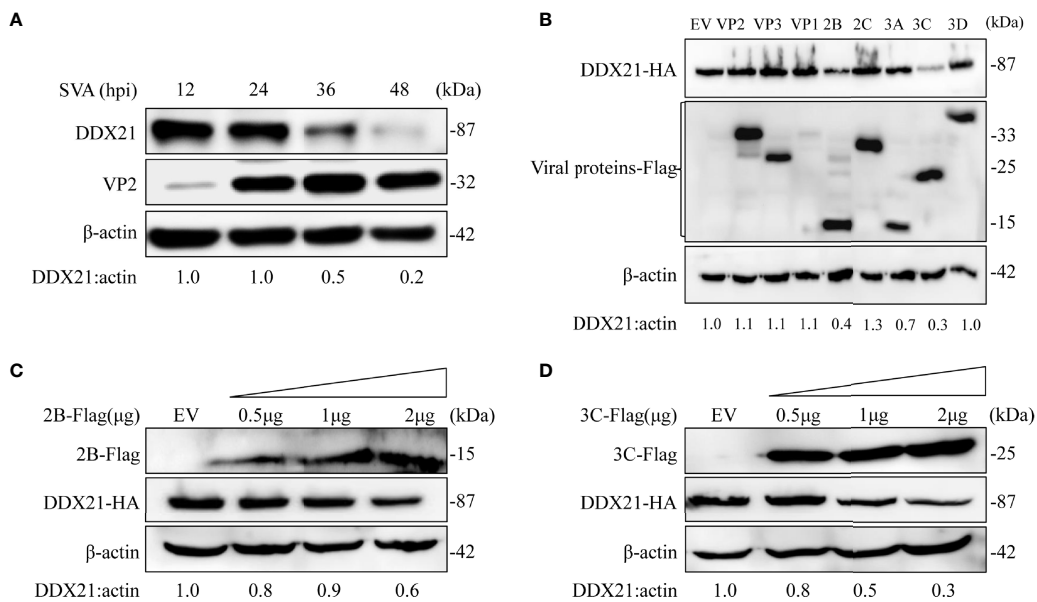 A
SVA (hpi) 12 24 36 48 (kDa)
DDX21 -87
VP2 -32
β-actin -42
DDX21:actin 1.0 1.0 0.5 0.2
B
EV VP2 VP3 VP1 2B 2C 3A 3C 3D (kDa)
DDX21-HA -87
Viral proteins-Flag -33
-25
-15
β-actin -42
DDX21:actin 1.0 1.1 1.1 1.1 0.4 1.3 0.7 0.3 1.0
C
2B-Flag(μg) EV 0.5μg 1μg 2μg (kDa)
2B-Flag -15
DDX21-HA -87
β-actin -42
DDX21:actin 1.0 0.8 0.9 0.6
D
3C-Flag(μg) EV 0.5μg 1μg 2μg (kDa)
3C-Flag -25
DDX21-HA -87
β-actin -42
DDX21:actin 1.0 0.8 0.5 0.3